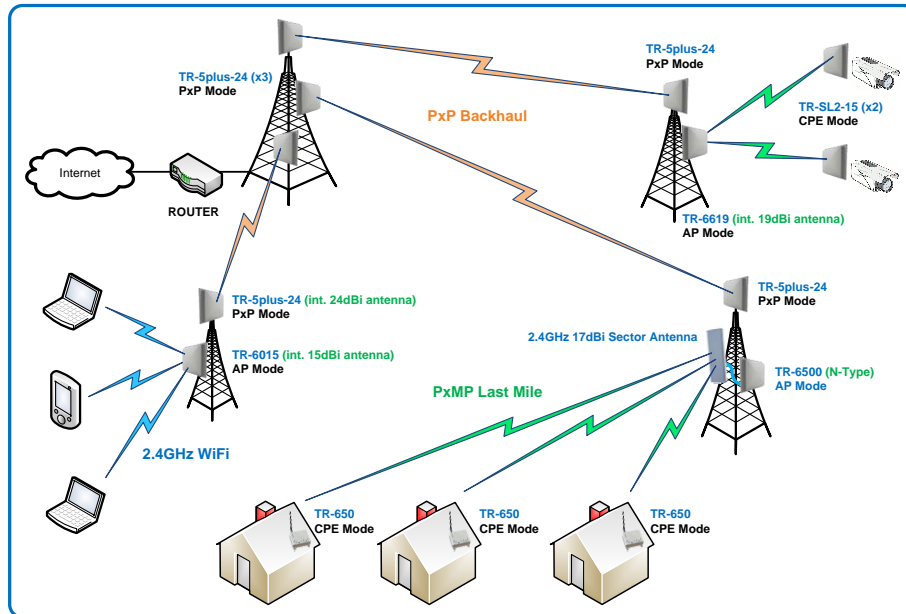 TR-5plus-24 (x3)
PxP Mode
PxP Backhaul
TR-5plus-24
PxP Mode
TR-SL2-15 (x2)
CPE Mode
Internet
ROUTER
TR-6619 (int. 19dBi antenna)
AP Mode
TR-5plus-24 (int. 24dBi antenna)
PxP Mode
TR-6015 (int. 15dBi antenna)
AP Mode
2.4GHz WiFi
TR-5plus-24
PxP Mode
2.4GHz 17dBi Sector Antenna
TR-6500 (N-Type)
AP Mode
PxMP Last Mile
TR-650
CPE Mode
TR-650
CPE Mode
TR-650
CPE Mode